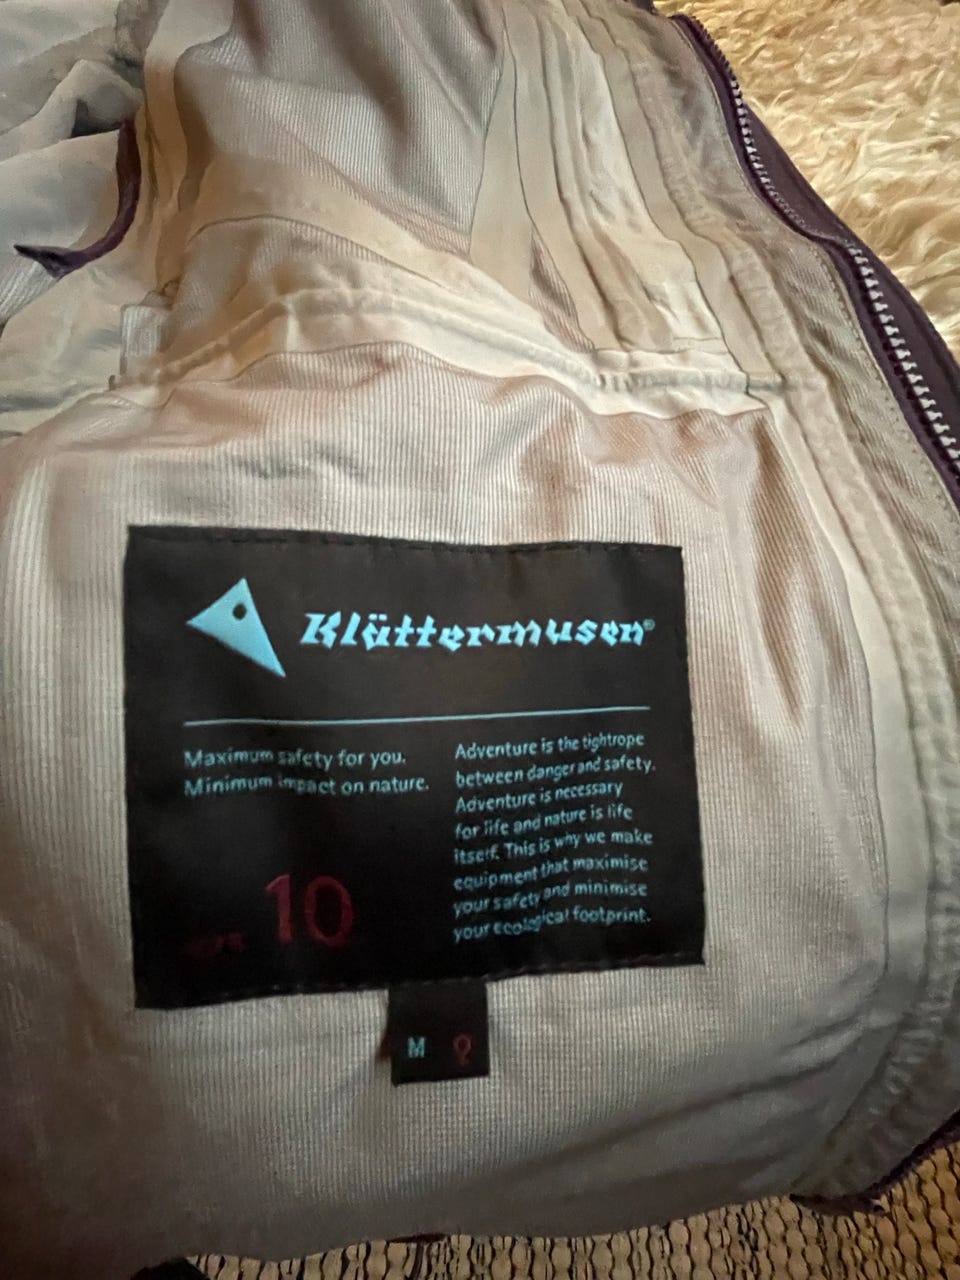 Klättermusen®
Maximum safety for you.
Minimum impact on nature.
Adventure is the tightrope
between danger and safety.
Adventure is necessary
for life and nature is life
itself. This is why we make
equipment that maximise
your safety and minimise
your ecological footprint.
10
M ♀